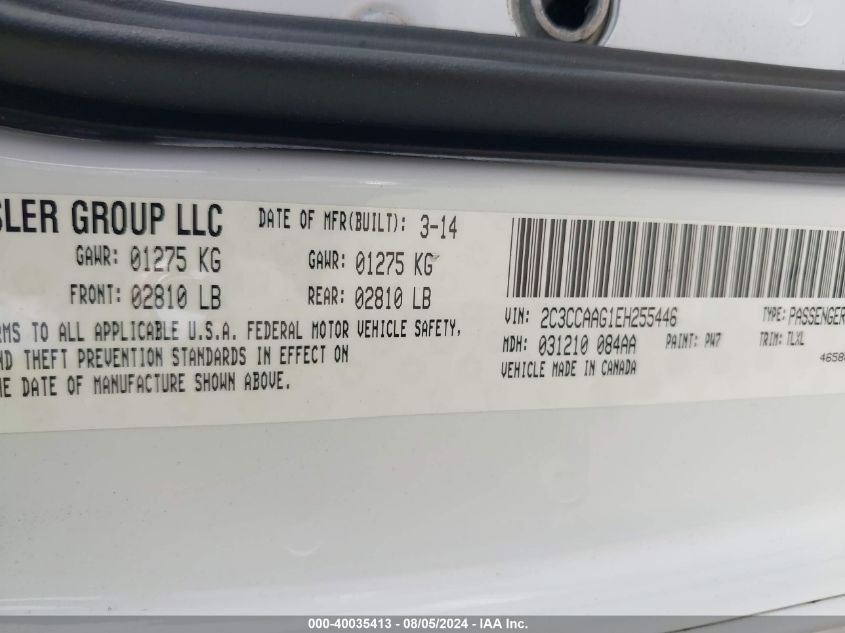 SLER GROUP LLC DATE OF MFR(BUILT): 3-14
GAWR: 01275 KG GAWR: 01275 KG
FRONT: 02810 LB REAR: 02810 LB
RMS TO ALL APPLICABLE U.S.A. FEDERAL MOTOR VEHICLE SAFETY,
ND THEFT PREVENTION STANDARDS IN EFFECT ON
HE DATE OF MANUFACTURE SHOWN ABOVE.
VIN: 2C3CCAAG1EH255446 TYPE: PASSENGER
MDH: 031210 084AA PAINT: PW7 TRIM: TLXL
VEHICLE MADE IN CANADA 4658
000-40035413 - 08/05/2024 - IAA Inc.